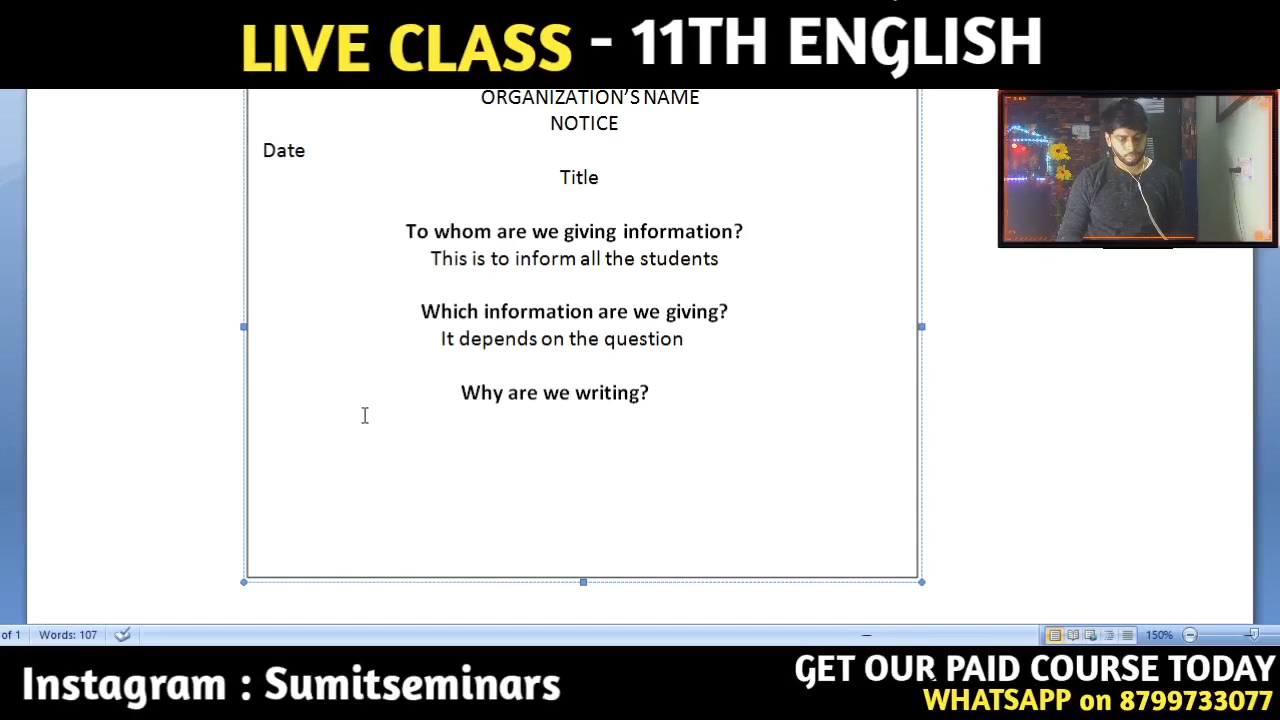 LIVE CLASS - 11TH ENGLISH
ORGANIZATION'S NAME
NOTICE
Date
Title
To whom are we giving information?
This is to inform all the students
Which information are we giving?
It depends on the question
Why are we writing?
of 1 Words: 107 150%
Instagram : Sumitseminars
GET OUR PAID COURSE TODAY
WHATSAPP on 8799733077